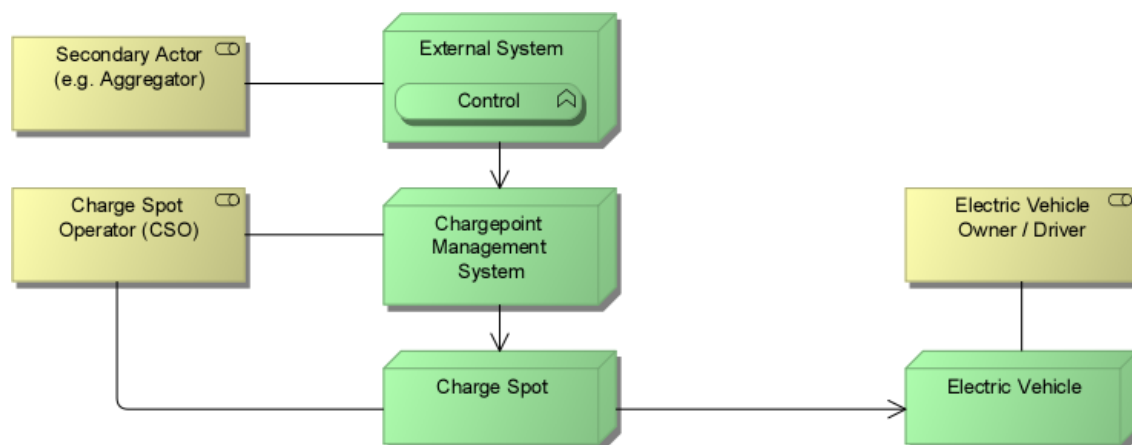 Secondary Actor
(e.g. Aggregator)
External System
Control
Charge Spot
Operator (CSO)
Chargepoint
Management
System
Electric Vehicle
Owner / Driver
Charge Spot
Electric Vehicle